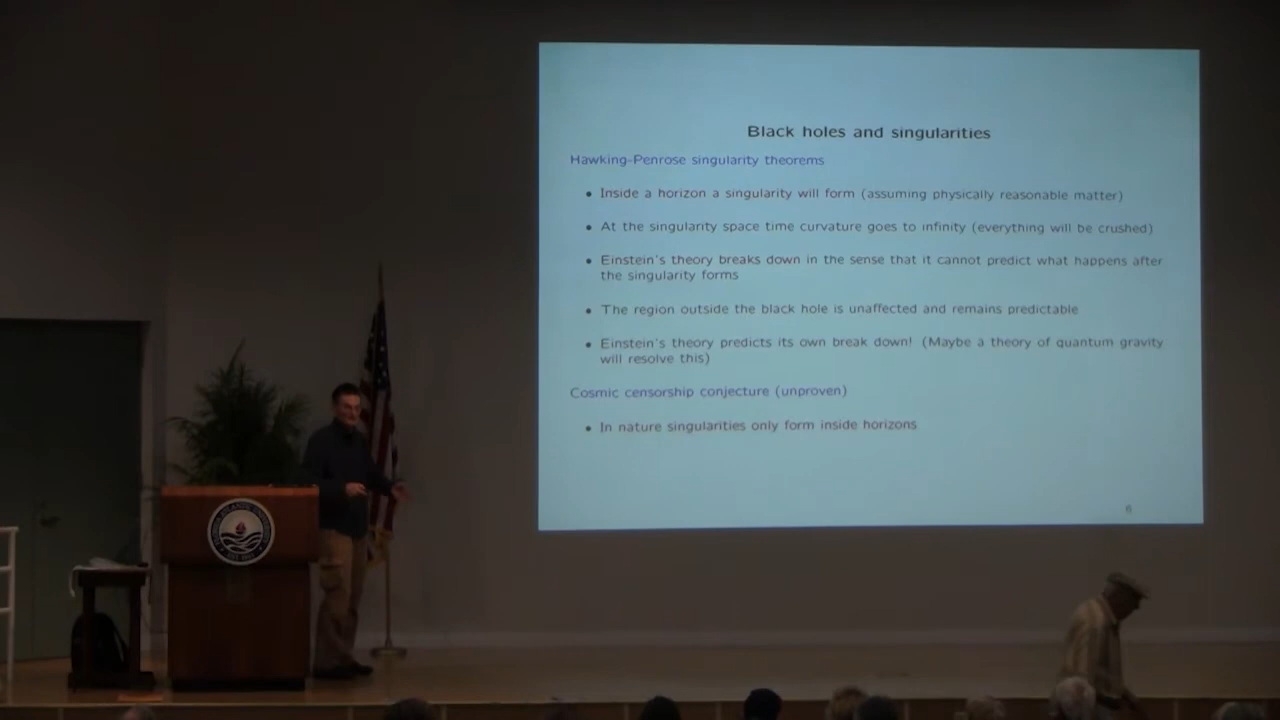 Black holes and singularities
Hawking-Penrose singularity theorems
• Inside a horizon a singularity will form (assuming physically reasonable matter)
• At the singularity space time curvature goes to infinity (everything will be crushed)
• Einstein's theory breaks down in the sense that it cannot predict what happens after
the singularity forms
• The region outside the black hole is unaffected and remains predictable
• Einstein's theory predicts its own break down! (Maybe a theory of quantum gravity
will resolve this)
Cosmic censorship conjecture (unproven)
• In nature singularities only form inside horizons
6